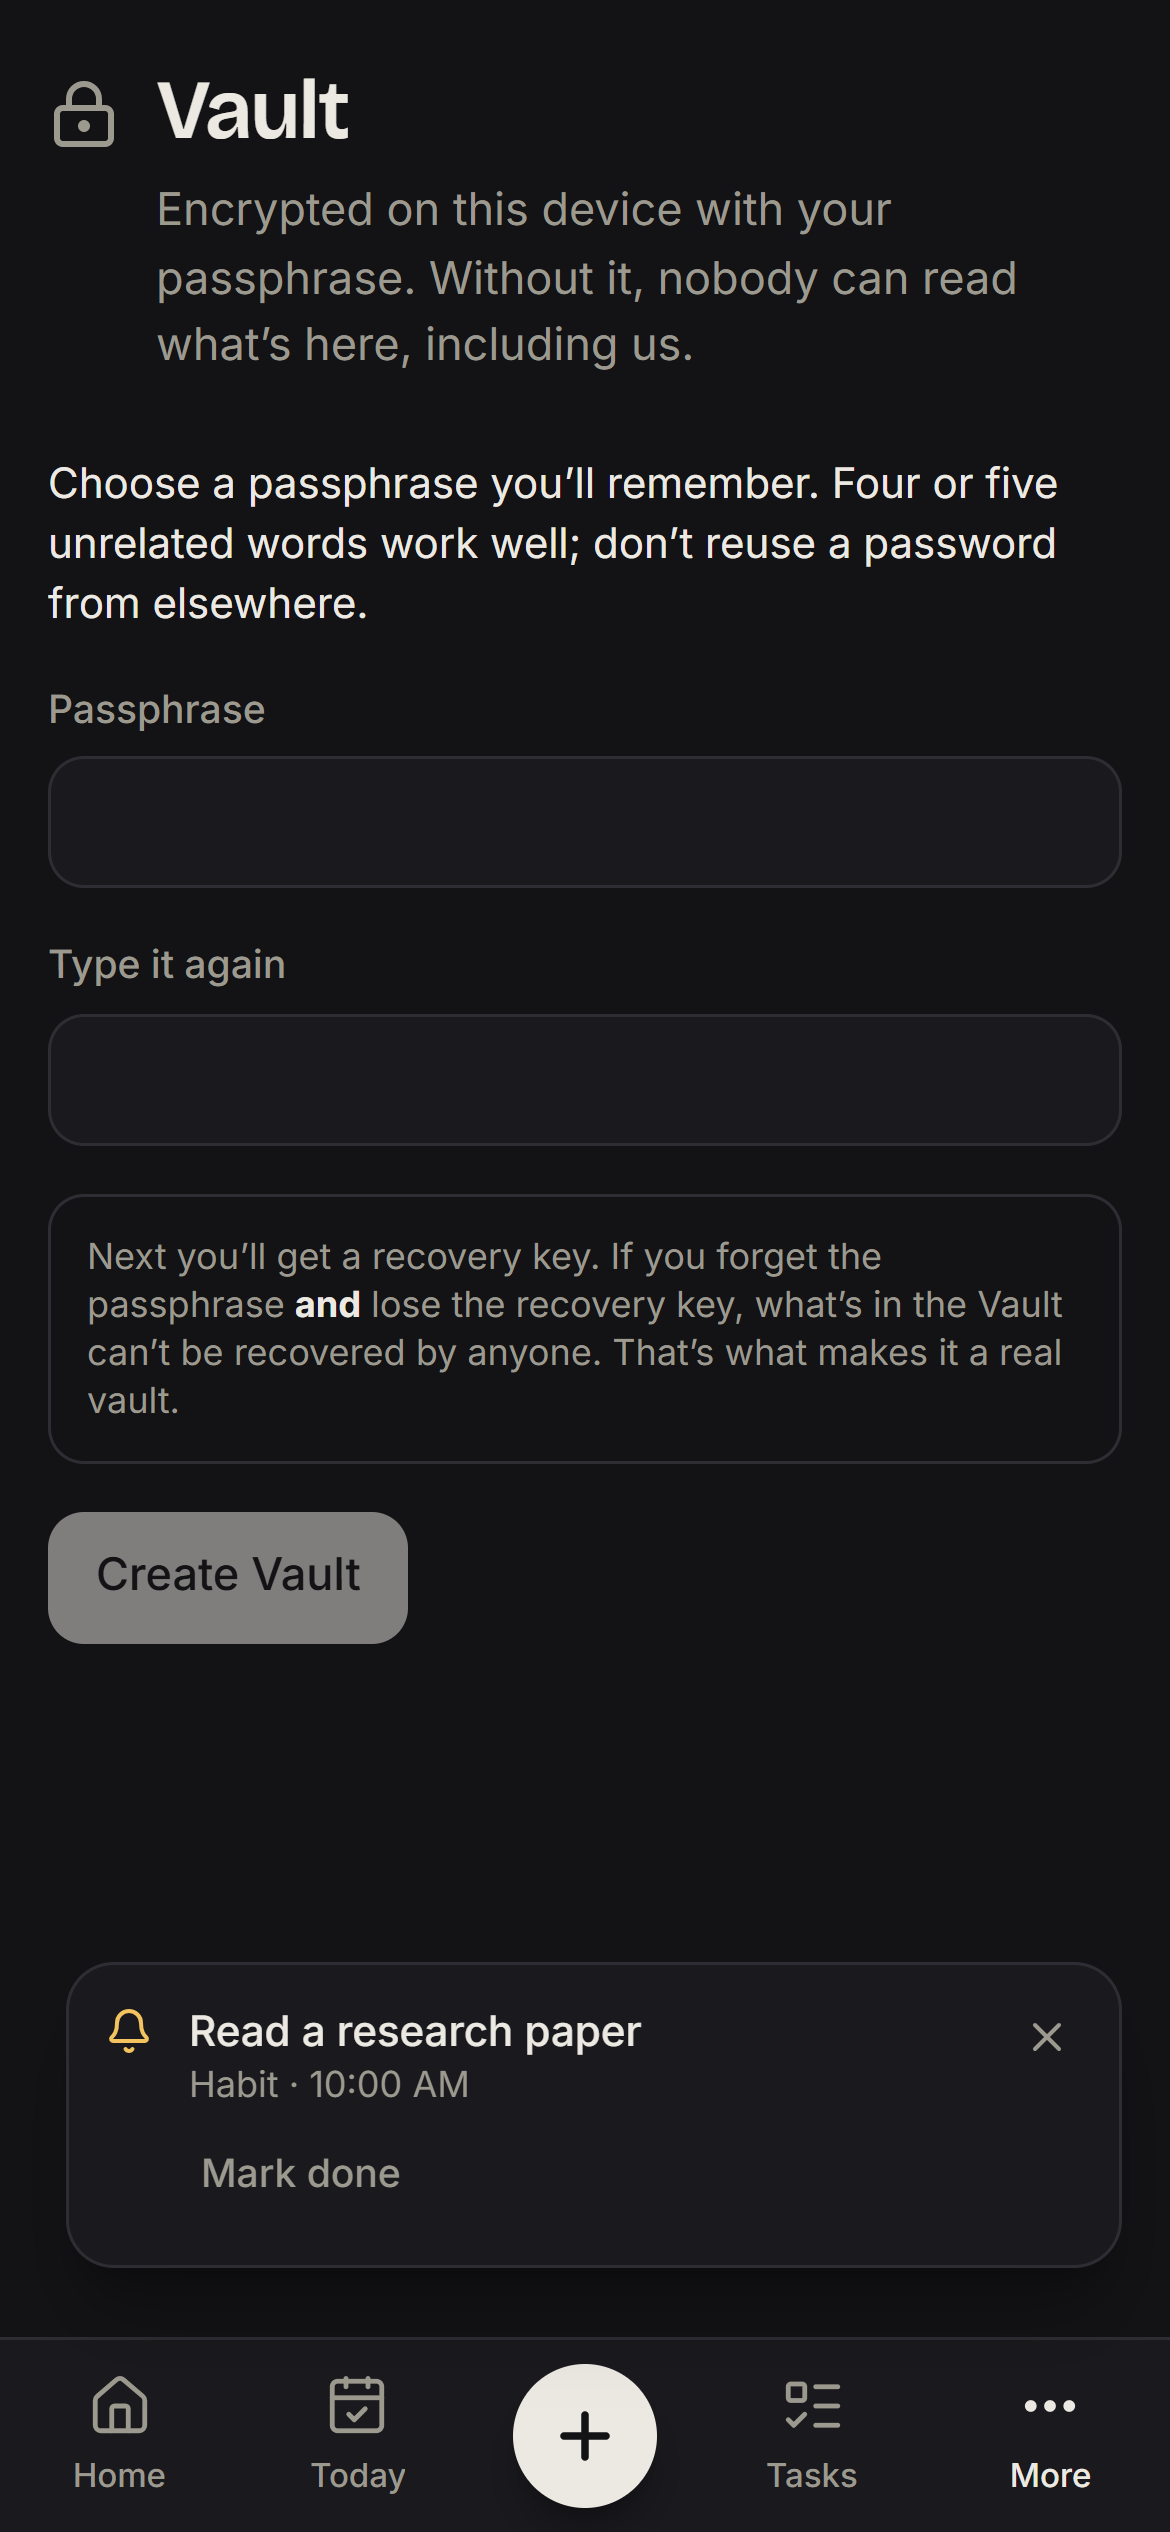 Vault
Encrypted on this device with your
passphrase. Without it, nobody can read
what’s here, including us.
Choose a passphrase you’ll remember. Four or five
unrelated words work well; don’t reuse a password
from elsewhere.
Passphrase
Type it again
Next you’ll get a recovery key. If you forget the
passphrase and lose the recovery key, what’s in the Vault
can’t be recovered by anyone. That’s what makes it a real
vault.
Create Vault
Read a research paper
Habit · 10:00 AM
Mark done
Home
Today
Tasks
More